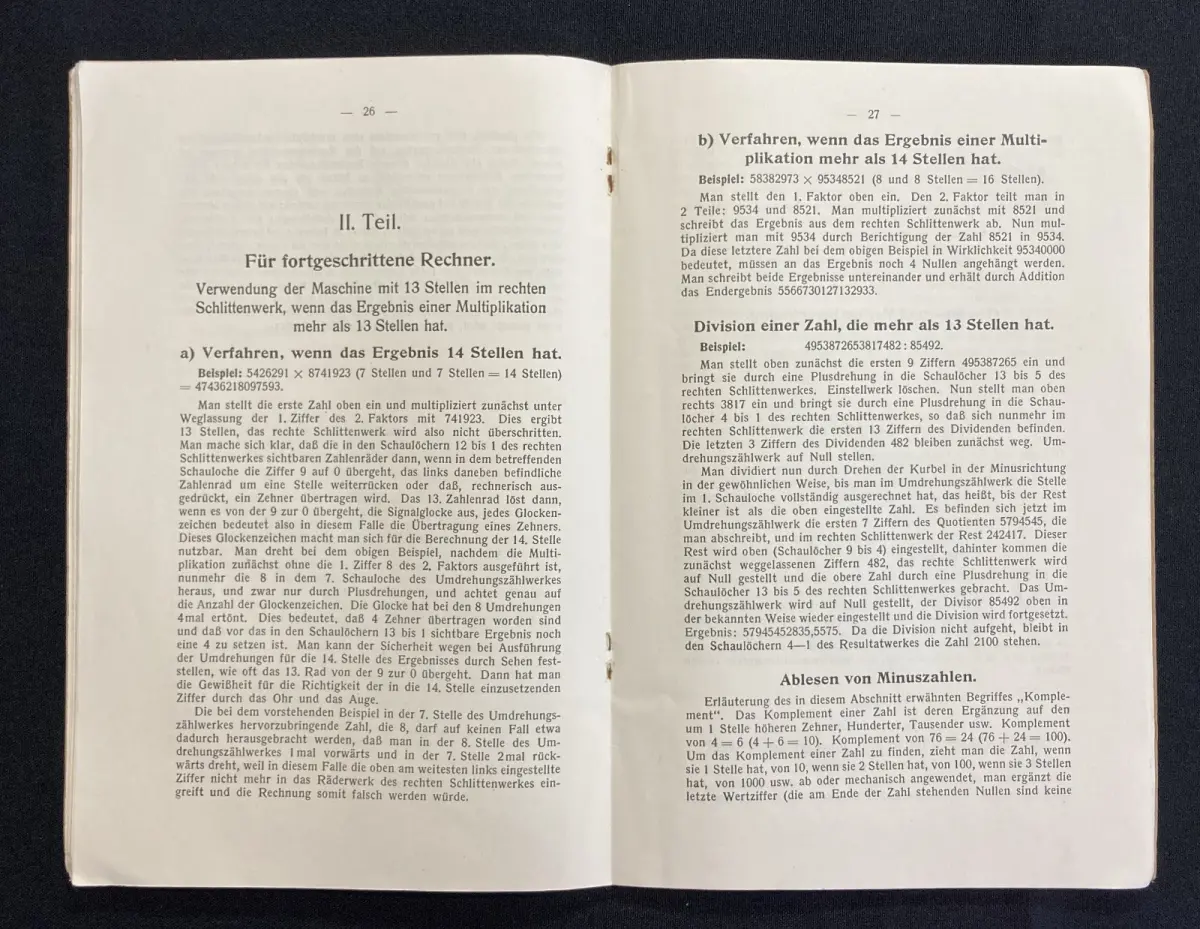 — 26 —
II. Teil.
Für fortgeschrittene Rechner.
Verwendung der Maschine mit 13 Stellen im rechten
Schlittenwerk, wenn das Ergebnis einer Multiplikation
mehr als 13 Stellen hat.
a) Verfahren, wenn das Ergebnis 14 Stellen hat.
Beispiel: 5426291 × 8741923 (7 Stellen und 7 Stellen = 14 Stellen)
= 47436218097593.
Man stellt die erste Zahl oben ein und multipliziert zunächst unter
Weglassung der 1. Ziffer des 2. Faktors mit 741923. Dies ergibt
13 Stellen, das rechte Schlittenwerk wird also nicht überschritten.
Man mache sich klar, daß die in den Schaulöchern 12 bis 1 des rechten
Schlittenwerkes sichtbaren Zahlenräder dann, wenn in dem betreffenden
Schauloche die Ziffer 9 auf 0 übergeht, das links daneben befindliche
Zahlenrad um eine Stelle weiterrücken oder daß, rechnerisch aus-
gedrückt, ein Zehner übertragen wird. Das 13. Zahlenrad löst dann,
wenn es von der 9 zur 0 übergeht, die Signalglocke aus, jedes Glocken-
zeichen bedeutet also in diesem Falle die Übertragung eines Zehners.
Dieses Glockenzeichen macht man sich für die Berechnung der 14. Stelle
nutzbar. Man dreht bei dem obigen Beispiel, nachdem die Multi-
plikation zunächst ohne die 1. Ziffer 8 des 2. Faktors ausgeführt ist,
nunmehr die 8 in dem 7. Schauloche des Umdrehungszählwerkes
heraus, und zwar nur durch Plusdrehungen, und achtet genau auf
die Anzahl der Glockenzeichen. Die Glocke hat bei den 8 Umdrehungen
4mal ertönt. Dies bedeutet, daß 4 Zehner übertragen worden sind
und daß vor das in den Schaulöchern 13 bis 1 sichtbare Ergebnis noch
eine 4 zu setzen ist. Man kann der Sicherheit wegen bei Ausführung
der Umdrehungen für die 14. Stelle des Ergebnisses durch Sehen fest-
stellen, wie oft das 13. Rad von der 9 zur 0 übergeht. Dann hat man
die Gewißheit für die Richtigkeit der in die 14. Stelle einzusetzenden
Ziffer durch das Ohr und das Auge.
Die bei dem vorstehenden Beispiel in der 7. Stelle des Umdrehungs-
zählwerkes hervorzubringende Zahl, die 8, darf auf keinen Fall etwa
dadurch herausgebracht werden, daß man in der 8. Stelle des Um-
drehungszählwerkes 1mal vorwärts und in der 7. Stelle 2mal rück-
wärts dreht, weil in diesem Falle die oben am weitesten links eingestellte
Ziffer nicht mehr in das Räderwerk des rechten Schlittenwerkes ein-
greift und die Rechnung somit falsch werden würde.
— 27 —
b) Verfahren, wenn das Ergebnis einer Multi-
plikation mehr als 14 Stellen hat.
Beispiel: 58382973 × 95348521 (8 und 8 Stellen = 16 Stellen).
Man stellt den 1. Faktor oben ein. Den 2. Faktor teilt man in
2 Teile: 9534 und 8521. Man multipliziert zunächst mit 8521 und
schreibt das Ergebnis aus dem rechten Schlittenwerk ab. Nun mul-
tipliziert man mit 9534 durch Berichtigung der Zahl 8521 in 9534.
Da diese letztere Zahl bei dem obigen Beispiel in Wirklichkeit 95340000
bedeutet, müssen an das Ergebnis noch 4 Nullen angehängt werden.
Man schreibt beide Ergebnisse untereinander und erhält durch Addition
das Endergebnis 5566730127132933.
Division einer Zahl, die mehr als 13 Stellen hat.
Beispiel: 4953872653817482 : 85492.
Man stellt oben zunächst die ersten 9 Ziffern 495387265 ein und
bringt sie durch eine Plusdrehung in die Schaulöcher 13 bis 5 des
rechten Schlittenwerkes. Einstellwerk löschen. Nun stellt man oben
rechts 3817 ein und bringt sie durch eine Plusdrehung in die Schau-
löcher 4 bis 1 des rechten Schlittenwerkes, so daß sich nunmehr im
rechten Schlittenwerk die ersten 13 Ziffern des Dividenden befinden.
Die letzten 3 Ziffern des Dividenden 482 bleiben zunächst weg. Um-
drehungszählwerk auf Null stellen.
Man dividiert nun durch Drehen der Kurbel in der Minusrichtung
in der gewöhnlichen Weise, bis man im Umdrehungszählwerk die Stelle
im 1. Schauloche vollständig ausgerechnet hat, das heißt, bis der Rest
kleiner ist als die oben eingestellte Zahl. Es befinden sich jetzt im
Umdrehungszählwerk die ersten 7 Ziffern des Quotienten 5794545, die
man abschreibt, und im rechten Schlittenwerk der Rest 242417. Dieser
Rest wird oben (Schaulöcher 9 bis 4) eingestellt, dahinter kommen die
zunächst weggelassenen Ziffern 482, das rechte Schlittenwerk wird
auf Null gestellt und die obere Zahl durch eine Plusdrehung in die
Schaulöcher 13 bis 5 des rechten Schlittenwerkes gebracht. Das Um-
drehungszählwerk wird auf Null gestellt, der Divisor 85492 oben in
der bekannten Weise wieder eingestellt und die Division wird fortgesetzt.
Ergebnis: 57945452835,5575. Da die Division nicht aufgeht, bleibt in
den Schaulöchern 4—1 des Resultatwerkes die Zahl 2100 stehen.
Ablesen von Minuszahlen.
Erläuterung des in diesem Abschnitt erwähnten Begriffes „Komple-
ment“. Das Komplement einer Zahl ist deren Ergänzung auf den
um 1 Stelle höheren Zehner, Hunderter, Tausender usw. Komplement
von 4 = 6 (4 + 6 = 10). Komplement von 76 = 24 (76 + 24 = 100).
Um das Komplement einer Zahl zu finden, zieht man die Zahl, wenn
sie 1 Stelle hat, von 10, wenn sie 2 Stellen hat, von 100, wenn sie 3 Stellen
hat, von 1000 usw. ab oder mechanisch angewendet, man ergänzt die
letzte Wertziffer (die am Ende der Zahl stehenden Nullen sind keine